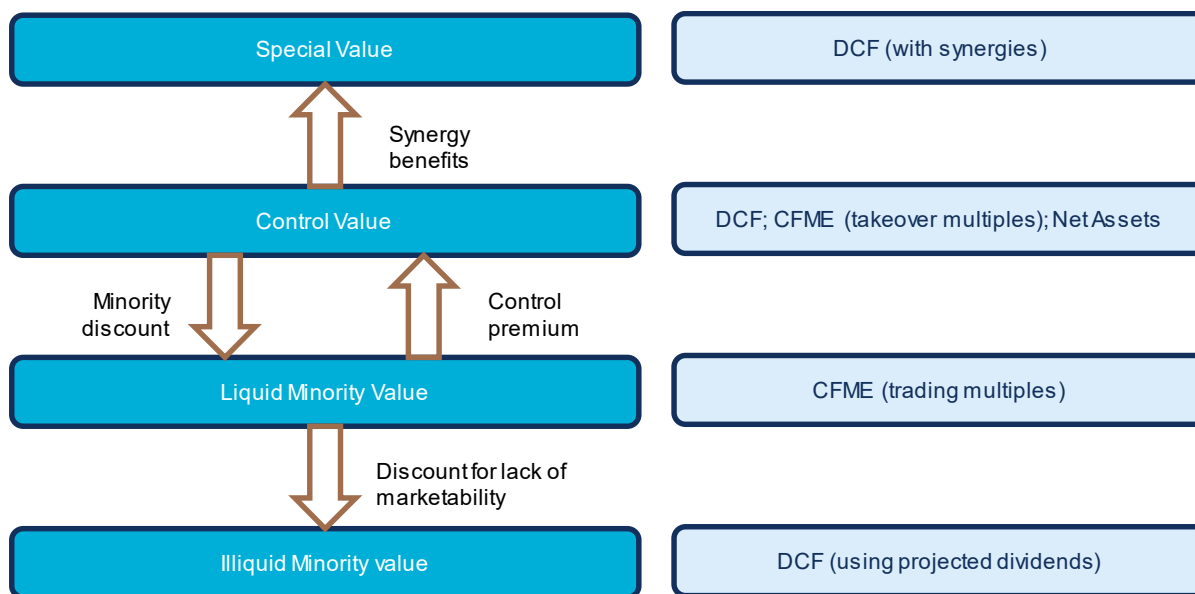 Special Value
DCF (with synergies)
Synergy
benefits
Control Value
DCF; CFME (takeover multiples); Net Assets
Minority
discount
Control
premium
Liquid Minority Value
CFME (trading multiples)
Discount for lack of
marketability
Illiquid Minority value
DCF (using projected dividends)